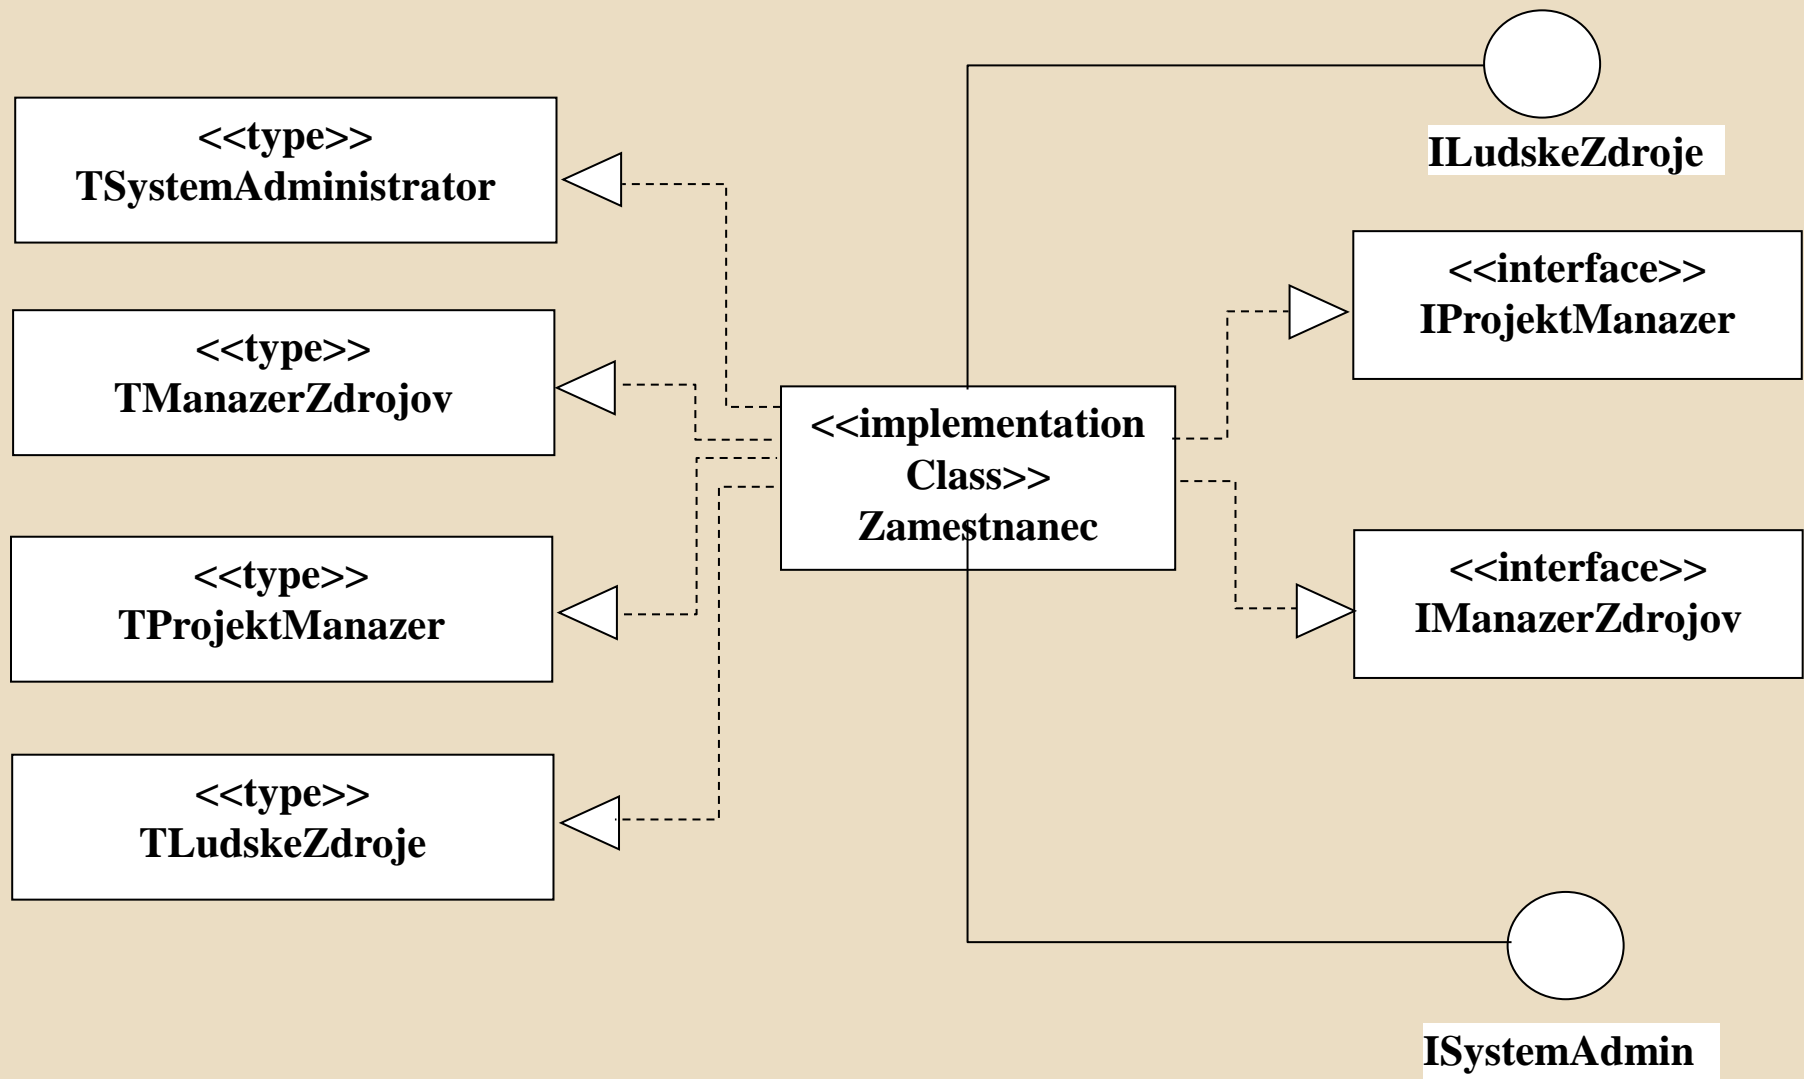 <<type>>
TSystemAdministrator
<<type>>
TManazerZdrojov
<<type>>
TProjektManazer
<<type>>
TLudskeZdroje
<<implementation
Class>>
Zamestnanec
ILudskeZdroje
<<interface>>
IProjektManazer
<<interface>>
IManazerZdrojov
ISystemAdmin